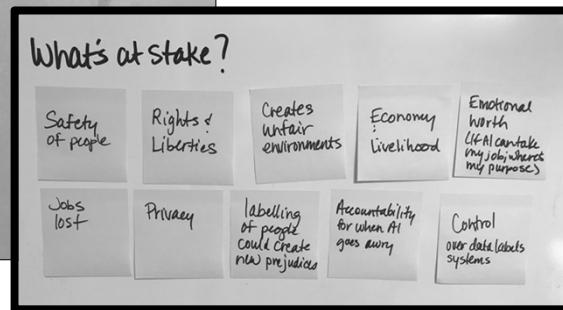 What's at stake?
Safety
of people
Rights &
Liberties
Creates
unfair
environments
Economy
:
Livelihood
Emotional
worth
(if AI can take
my job, where's
my purpose)
Jobs
lost
Privacy
labelling
of people
could create
new prejudices
Accountability
for when AI
goes awry
Control
over data labels
systems